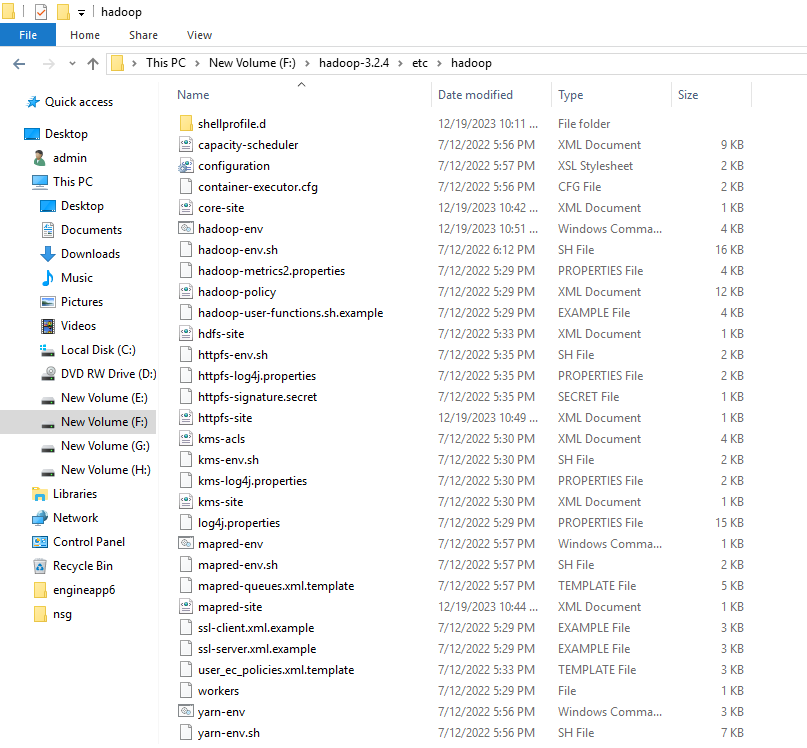 hadoop
File Home Share View
This PC New Volume (F:) hadoop-3.2.4 etc hadoop
Quick access
Desktop
admin
This PC
Desktop
Documents
Downloads
Music
Pictures
Videos
Local Disk (C:)
DVD RW Drive (D:)
New Volume (E:)
New Volume (F:)
New Volume (G:)
New Volume (H:)
Libraries
Network
Control Panel
Recycle Bin
engineapp6
nsg
Name Date modified Type Size
shellprofile.d 12/19/2023 10:11 ... File folder
capacity-scheduler 7/12/2022 5:56 PM XML Document 9 KB
configuration 7/12/2022 5:57 PM XSL Stylesheet 2 KB
container-executor.cfg 7/12/2022 5:56 PM CFG File 2 KB
core-site 12/19/2023 10:42 ... XML Document 1 KB
hadoop-env 12/19/2023 10:51 ... Windows Comma... 4 KB
hadoop-env.sh 7/12/2022 6:12 PM SH File 16 KB
hadoop-metrics2.properties 7/12/2022 5:29 PM PROPERTIES File 4 KB
hadoop-policy 7/12/2022 5:29 PM XML Document 12 KB
hadoop-user-functions.sh.example 7/12/2022 5:29 PM EXAMPLE File 4 KB
hdfs-site 7/12/2022 5:33 PM XML Document 1 KB
httpfs-env.sh 7/12/2022 5:35 PM SH File 2 KB
httpfs-log4j.properties 7/12/2022 5:35 PM PROPERTIES File 2 KB
httpfs-signature.secret 7/12/2022 5:35 PM SECRET File 1 KB
httpfs-site 12/19/2023 10:49 ... XML Document 1 KB
kms-acls 7/12/2022 5:30 PM XML Document 4 KB
kms-env.sh 7/12/2022 5:30 PM SH File 2 KB
kms-log4j.properties 7/12/2022 5:30 PM PROPERTIES File 2 KB
kms-site 7/12/2022 5:30 PM XML Document 1 KB
log4j.properties 7/12/2022 5:29 PM PROPERTIES File 15 KB
mapred-env 7/12/2022 5:57 PM Windows Comma... 1 KB
mapred-env.sh 7/12/2022 5:57 PM SH File 2 KB
mapred-queues.xml.template 7/12/2022 5:57 PM TEMPLATE File 5 KB
mapred-site 12/19/2023 10:44 ... XML Document 1 KB
ssl-client.xml.example 7/12/2022 5:29 PM EXAMPLE File 3 KB
ssl-server.xml.example 7/12/2022 5:29 PM EXAMPLE File 3 KB
user_ec_policies.xml.template 7/12/2022 5:33 PM TEMPLATE File 3 KB
workers 7/12/2022 5:29 PM File 1 KB
yarn-env 7/12/2022 5:56 PM Windows Comma... 3 KB
yarn-env.sh 7/12/2022 5:56 PM SH File 7 KB